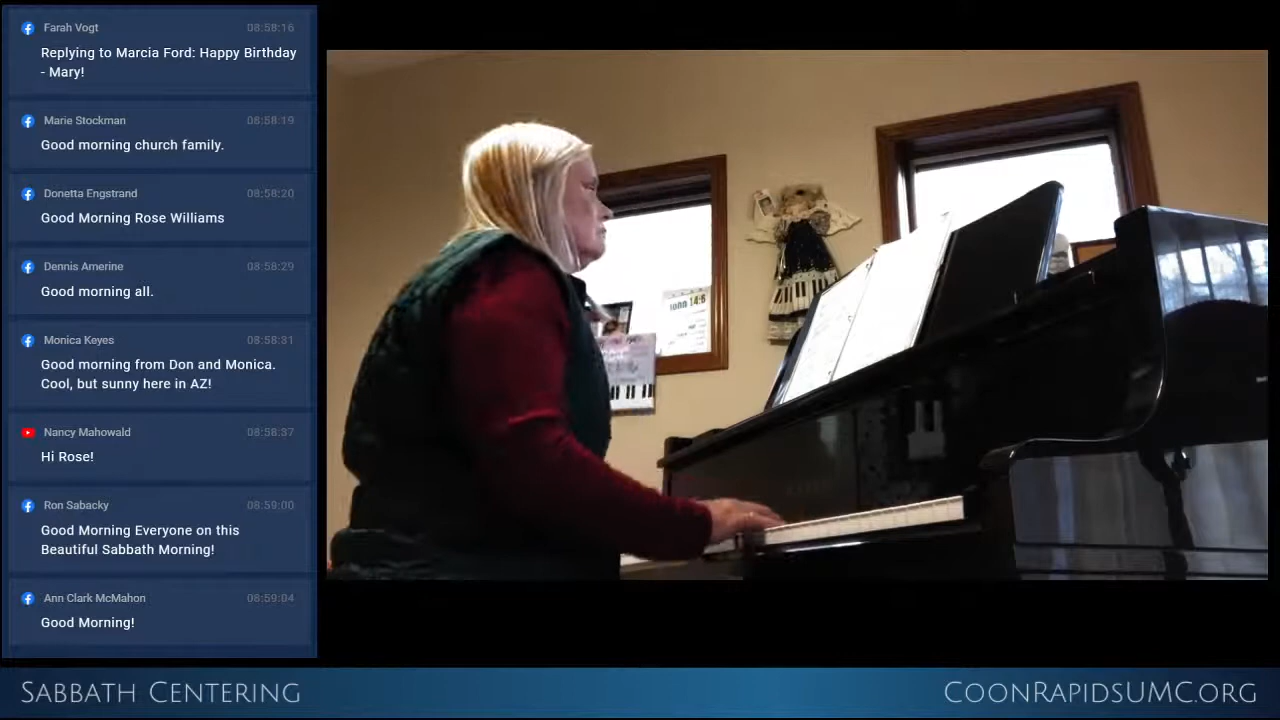 Farah Vogt 08:58:16
Replying to Marcia Ford: Happy Birthday
- Mary!
Marie Stockman 08:58:19
Good morning church family.
Donetta Engstrand 08:58:20
Good Morning Rose Williams
Dennis Amerine 08:58:29
Good morning all.
Monica Keyes 08:58:31
Good morning from Don and Monica.
Cool, but sunny here in AZ!
Nancy Mahowald 08:58:37
Hi Rose!
Ron Sabacky 08:59:00
Good Morning Everyone on this
Beautiful Sabbath Morning!
Ann Clark McMahon 08:59:04
Good Morning!
John 14:6
Sabbath Centering
CoonRapidsUMC.org